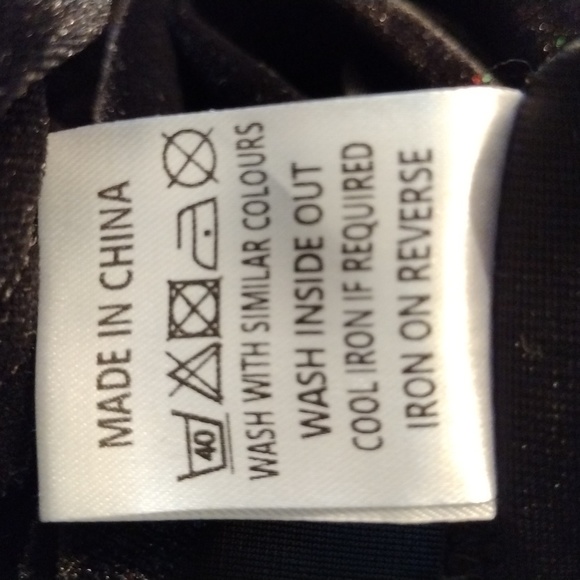 MADE IN CHINA
40
WASH WITH SIMILAR COLOURS
WASH INSIDE OUT
COOL IRON IF REQUIRED
IRON ON REVERSE